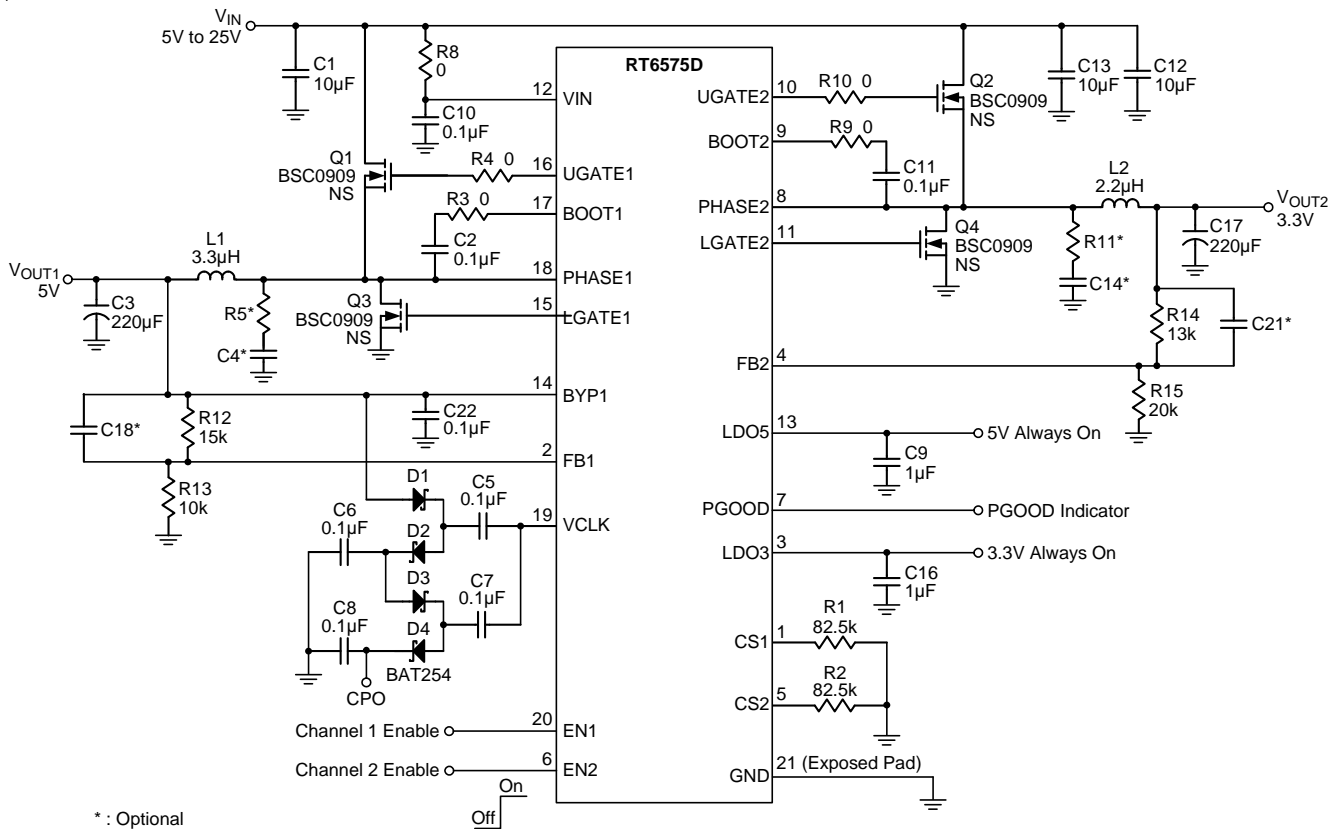 VIN
5V to 25V
C1
10µF
R8
0
12
VIN
C10
0.1µF
RT6575D
UGATE2
10
R10 0
Q2
BSC0909
NS
C13
10µF
C12
10µF
BOOT2
9
R9 0
C11
0.1µF
Q1
BSC0909
NS
R4 0
16
UGATE1
R3 0
17
BOOT1
C2
0.1µF
PHASE2
8
L2
2.2µH
VOUT2
3.3V
LGATE2
11
Q4
BSC0909
NS
R11*
C14*
C17
220µF
VOUT1
5V
L1
3.3µH
18
PHASE1
C3
220µF
R5*
C4*
Q3
BSC0909
NS
15
LGATE1
R14
13k
C21*
FB2
4
R15
20k
14
BYP1
C22
0.1µF
C18*
R12
15k
2
FB1
R13
10k
LDO5
13
5V Always On
C9
1µF
D1
C5
0.1µF
19
VCLK
C6
0.1µF
D2
D3
C7
0.1µF
C8
0.1µF
D4
BAT254
CPO
PGOOD
7
PGOOD Indicator
LDO3
3
3.3V Always On
C16
1µF
CS1
1
R1
82.5k
CS2
5
R2
82.5k
Channel 1 Enable
20
EN1
Channel 2 Enable
6
EN2
GND
21 (Exposed Pad)
On
Off
* : Optional